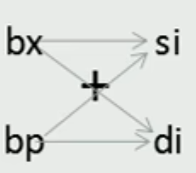 bx si
+
bp di